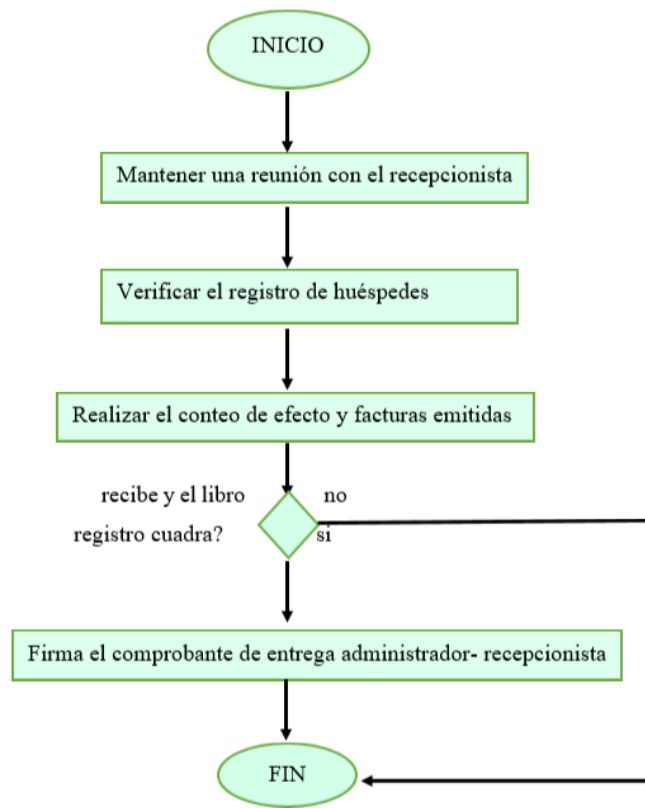 INICIO
Mantener una reunión con el recepcionista
Verificar el registro de huéspedes
Realizar el conteo de efecto y facturas emitidas
recibe y el libro
registro cuadra?
no
si
Firma el comprobante de entrega administrador- recepcionista
FIN